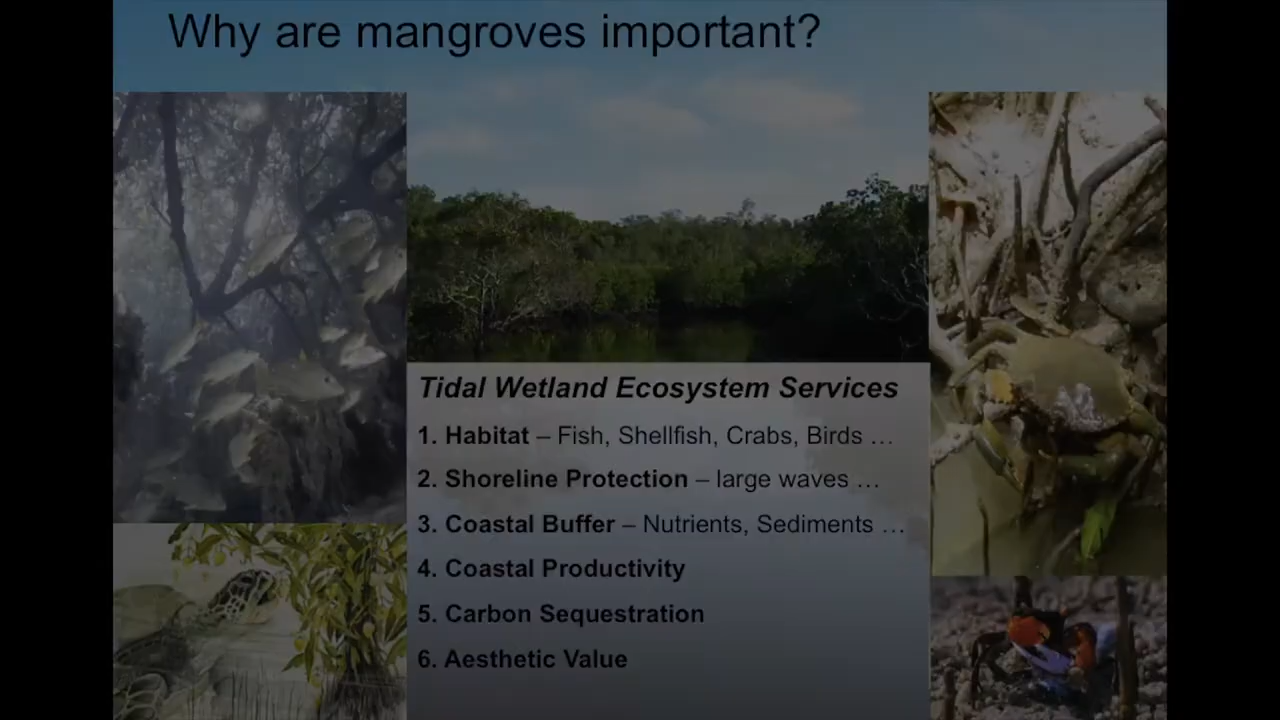 Why are mangroves important?
Tidal Wetland Ecosystem Services
1. Habitat – Fish, Shellfish, Crabs, Birds …
2. Shoreline Protection – large waves …
3. Coastal Buffer – Nutrients, Sediments …
4. Coastal Productivity
5. Carbon Sequestration
6. Aesthetic Value